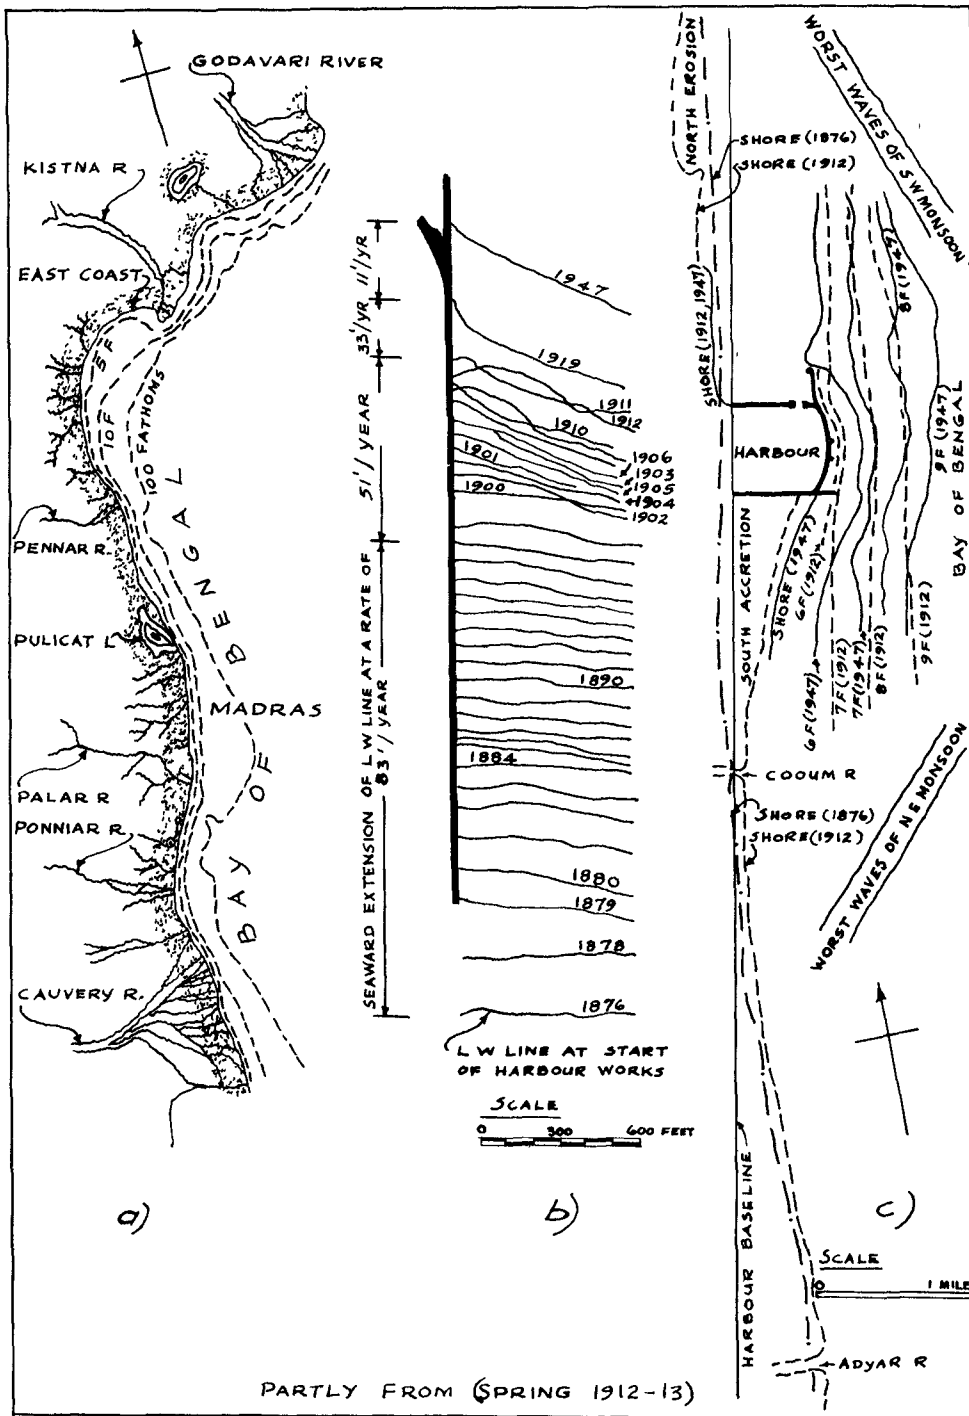 GODAVARI RIVER
KISTNA R
EAST COAST
5F
10F
100 FATHOMS
PENNAR R.
PULICAT L
MADRAS
PALAR R
PONNIAR R.
CAUVERY R.
BAY OF BENGAL
a)
11'/YR
33'/YR
51'/YEAR
SEAWARD EXTENSION OF LW LINE AT A RATE OF
83'/YEAR
1947
1919
1911
1912
1910
1906
1901
1903
1905
1900
1904
1902
1890
1884
1880
1879
1878
1876
LW LINE AT START
OF HARBOUR WORKS
SCALE
0 300 600 FEET
b)
NORTH EROSION
WORST WAVES OF SW MONSOON
SHORE (1876)
SHORE (1912)
SHORE (1912,1947)
8F (1947)
9F (1947)
BAY OF BENGAL
HARBOUR
SOUTH ACCRETION
SHORE (1947)
6F (1912)
6F (1947)
7F (1912)
7F (1947)
8F (1912)
9F (1912)
COOUM R
SHORE (1876)
SHORE (1912)
WORST WAVES OF NE MONSOON
HARBOUR BASELINE
c)
SCALE
0 1 MILE
ADYAR R
PARTLY FROM (SPRING 1912-13)